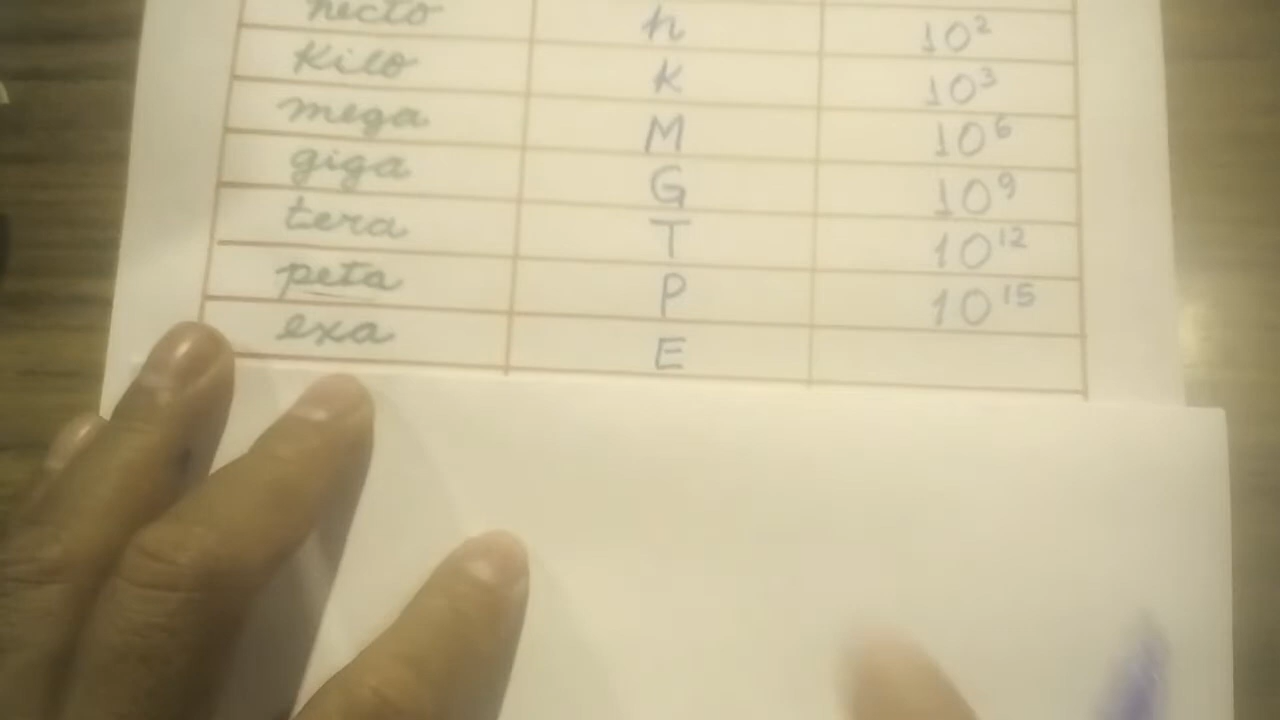 hecto h 10²
Kilo K 10³
mega M 10⁶
giga G 10⁹
tera T 10¹²
peta P 10¹⁵
exa E